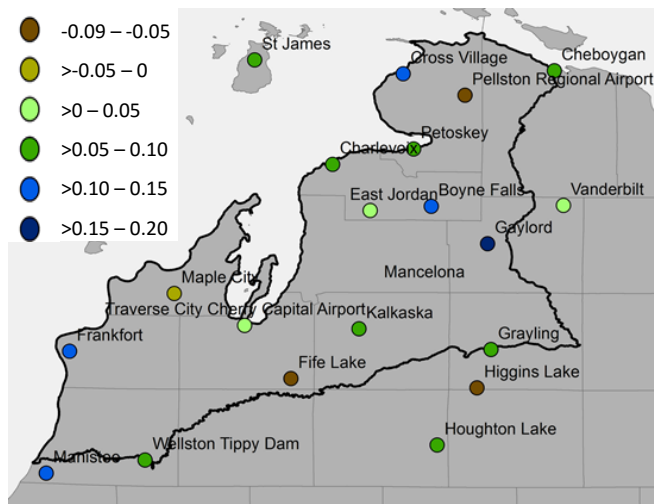 -0.09 – -0.05
>-0.05 – 0
>0 – 0.05
>0.05 – 0.10
>0.10 – 0.15
>0.15 – 0.20
St James
Cross Village
Cheboygan
Pellston Regional Airport
Petoskey
x
Charlevoix
East Jordan
Boyne Falls
Vanderbilt
Gaylord
Mancelona
Maple City
Traverse City Cherry Capital Airport
Kalkaska
Frankfort
Grayling
Fife Lake
Higgins Lake
Houghton Lake
Wellston Tippy Dam
Manistee